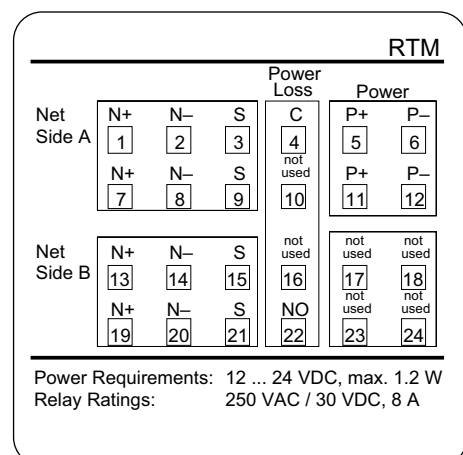 RTM
Power
Loss Power
Net N+ N– S C P+ P–
Side A 1 2 3 4 5 6
not
used
N+ N– S P+ P–
7 8 9 10 11 12
Net N+ N– S not used not used not used
Side B 13 14 15 16 17 18
not used not used
N+ N– S NO
19 20 21 22 23 24
Power Requirements: 12 ... 24 VDC, max. 1.2 W
Relay Ratings: 250 VAC / 30 VDC, 8 A